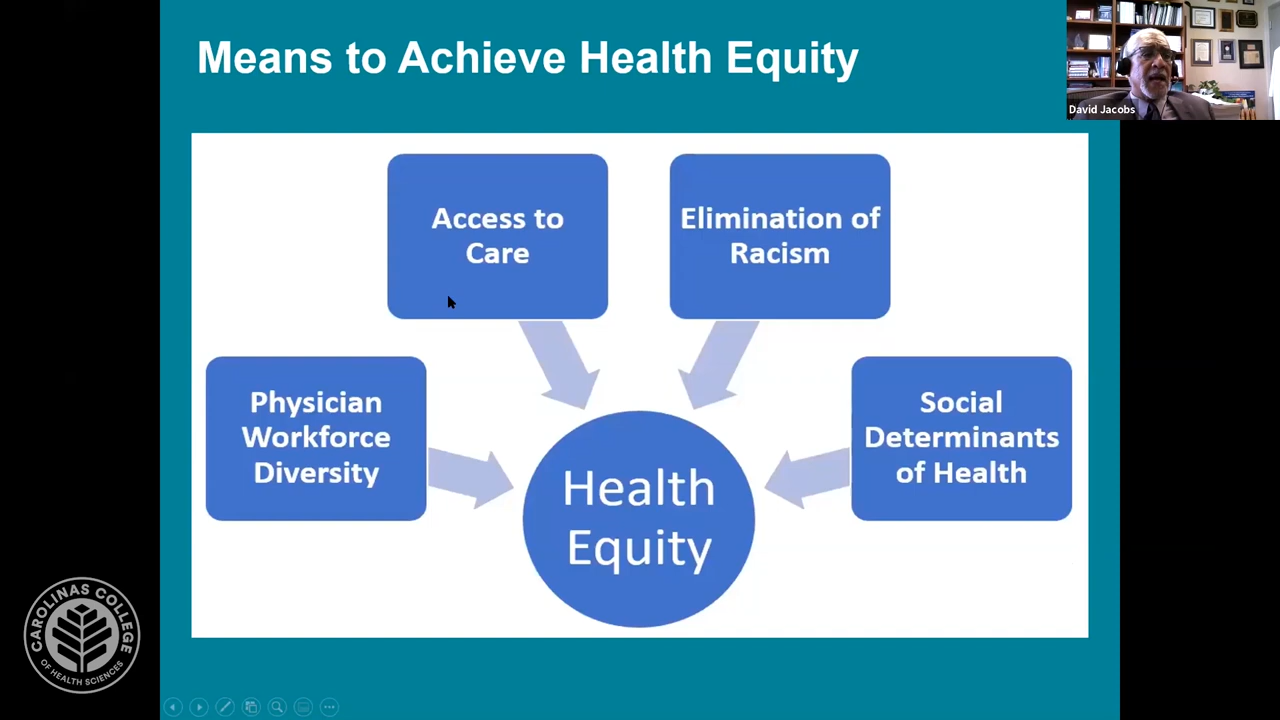 Means to Achieve Health Equity
David Jacobs
Access to
Care
Elimination of
Racism
Physician
Workforce
Diversity
Social
Determinants
of Health
Health
Equity
CAROLINAS COLLEGE
OF HEALTH SCIENCES